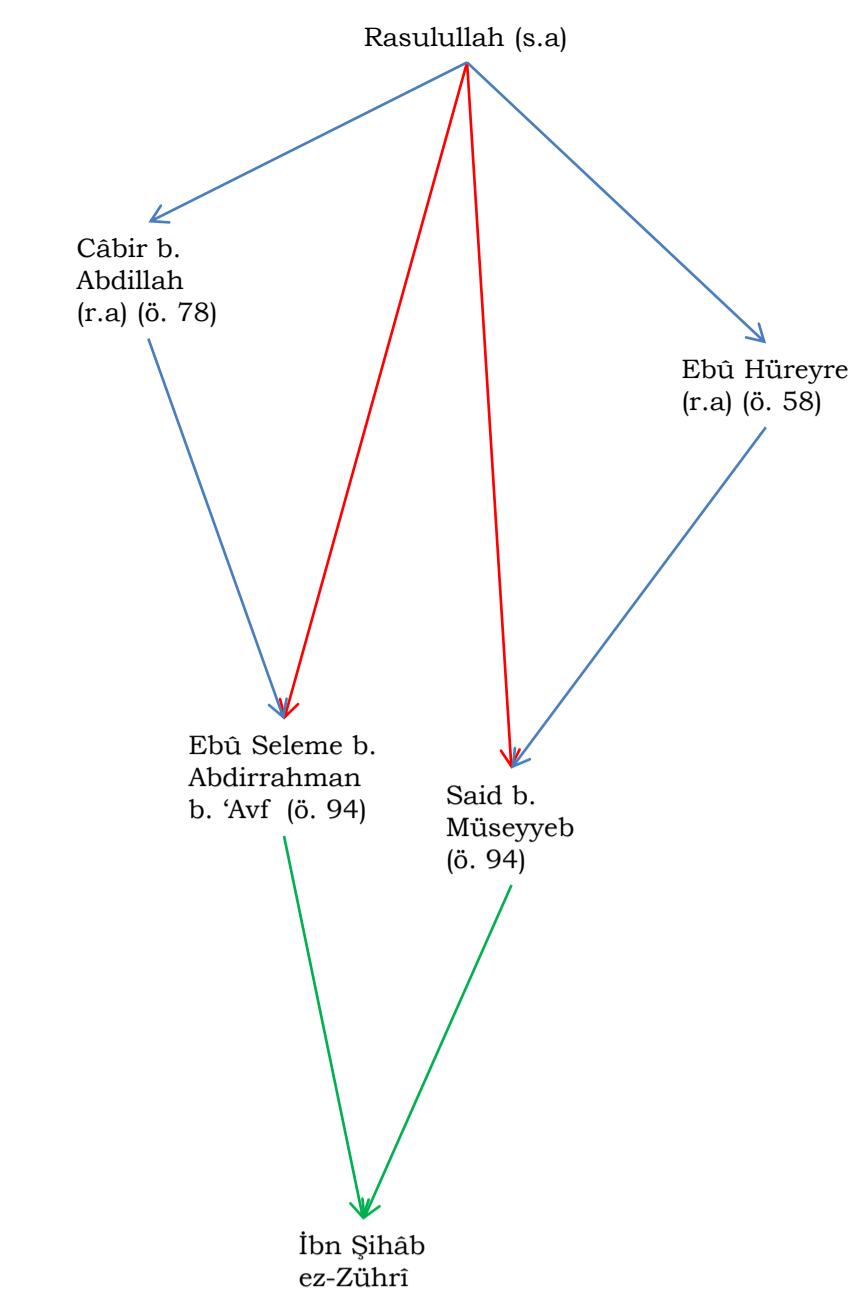 Rasulullah (s.a)
Câbir b.
Abdillah
(r.a) (ö. 78)
Ebû Hüreyre
(r.a) (ö. 58)
Ebû Seleme b.
Abdirrahman
b. ‘Avf  (ö. 94)
Said b.
Müseyyeb
(ö. 94)
İbn Şihâb
ez-Zührî